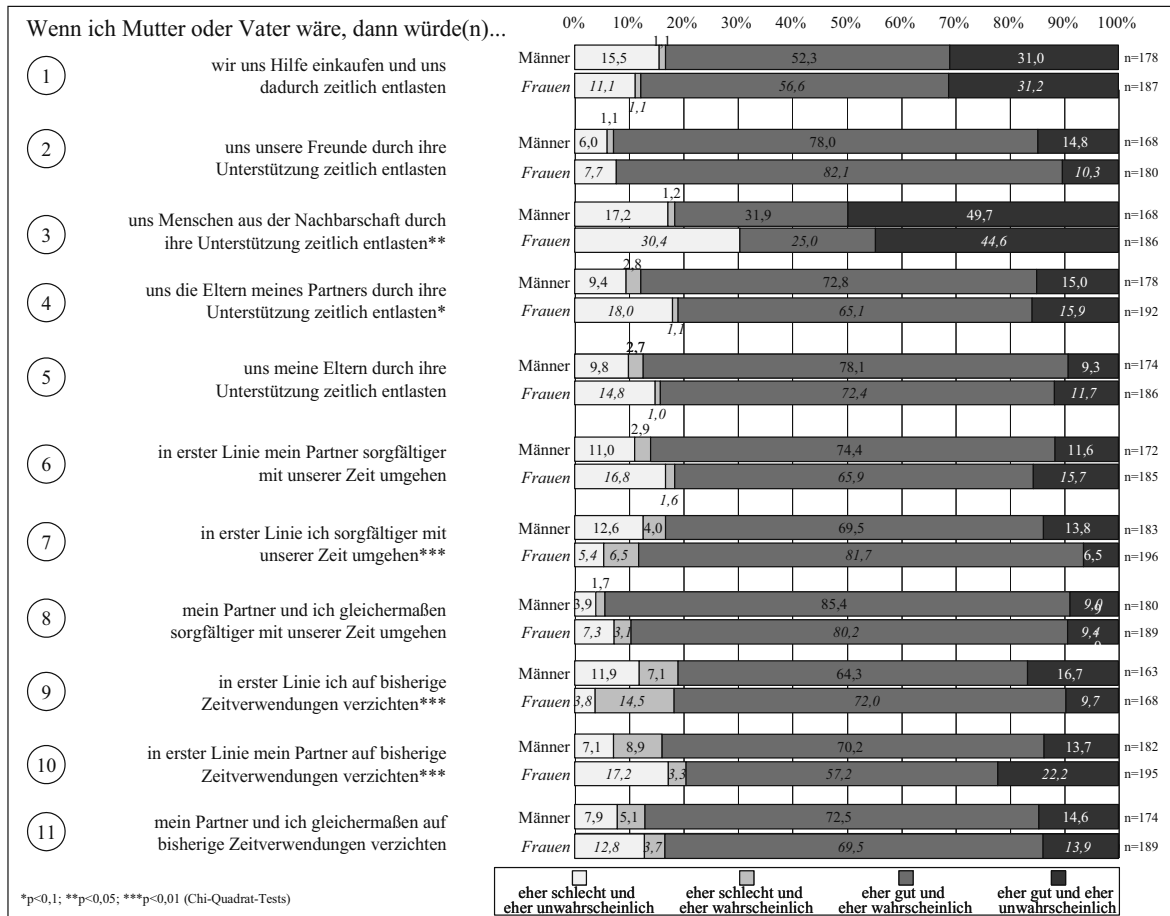 Wenn ich Mutter oder Vater wäre, dann würde(n)...
0% 10% 20% 30% 40% 50% 60% 70% 80% 90% 100%
1
wir uns Hilfe einkaufen und uns
dadurch zeitlich entlasten
Männer 15,5 1,1 52,3 31,0 n=178
Frauen 11,1 1,1 56,6 31,2 n=187
2
uns unsere Freunde durch ihre
Unterstützung zeitlich entlasten
Männer 6,0 1,1 78,0 14,8 n=168
Frauen 7,7 82,1 10,3 n=180
3
uns Menschen aus der Nachbarschaft durch
ihre Unterstützung zeitlich entlasten**
Männer 17,2 1,2 31,9 49,7 n=168
Frauen 30,4 25,0 44,6 n=186
4
uns die Eltern meines Partners durch ihre
Unterstützung zeitlich entlasten*
Männer 9,4 2,8 72,8 15,0 n=178
Frauen 18,0 1,1 65,1 15,9 n=192
5
uns meine Eltern durch ihre
Unterstützung zeitlich entlasten
Männer 9,8 2,7 78,1 9,3 n=174
Frauen 14,8 1,0 72,4 11,7 n=186
6
in erster Linie mein Partner sorgfältiger
mit unserer Zeit umgehen
Männer 11,0 2,9 74,4 11,6 n=172
Frauen 16,8 1,6 65,9 15,7 n=185
7
in erster Linie ich sorgfältiger mit
unserer Zeit umgehen***
Männer 12,6 4,0 69,5 13,8 n=183
Frauen 5,4 6,5 81,7 6,5 n=196
8
mein Partner und ich gleichermaßen
sorgfältiger mit unserer Zeit umgehen
Männer 3,9 1,7 85,4 9,0 n=180
Frauen 7,3 3,1 80,2 9,4 n=189
9
in erster Linie ich auf bisherige
Zeitverwendungen verzichten***
Männer 11,9 7,1 64,3 16,7 n=163
Frauen 3,8 14,5 72,0 9,7 n=168
10
in erster Linie mein Partner auf bisherige
Zeitverwendungen verzichten***
Männer 7,1 8,9 70,2 13,7 n=182
Frauen 17,2 3,3 57,2 22,2 n=195
11
mein Partner und ich gleichermaßen auf
bisherige Zeitverwendungen verzichten
Männer 7,9 5,1 72,5 14,6 n=174
Frauen 12,8 3,7 69,5 13,9 n=189
*p<0,1; **p<0,05; ***p<0,01 (Chi-Quadrat-Tests)
eher schlecht und
eher unwahrscheinlich
eher schlecht und
eher wahrscheinlich
eher gut und
eher wahrscheinlich
eher gut und eher
unwahrscheinlich